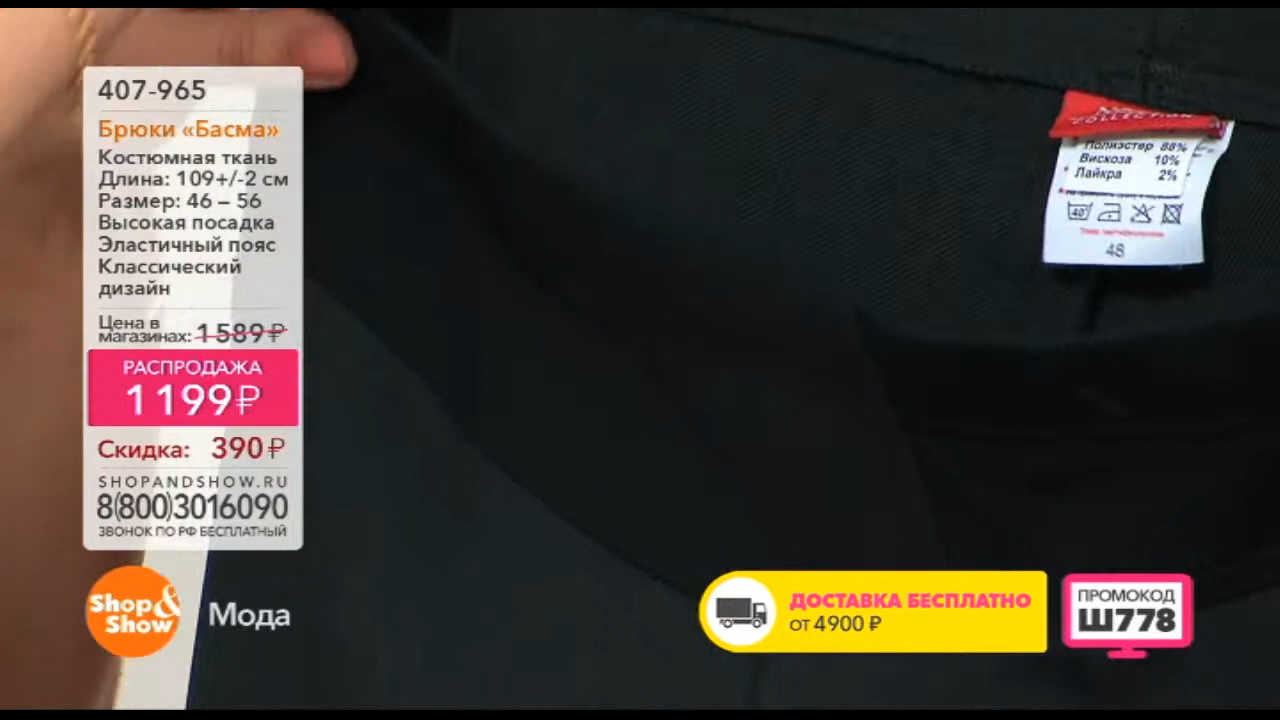 407-965
Брюки «Басма»
Костюмная ткань
Длина: 109+/-2 см
Размер: 46 – 56
Высокая посадка
Эластичный пояс
Классический
дизайн
Цена в
магазинах: 1 589 ₽
РАСПРОДАЖА
1 199 ₽
Скидка: 390 ₽
SHOPANDSHOW.RU
8(800)3016090
ЗВОНОК ПО РФ БЕСПЛАТНЫЙ
Shop&
Show
Мода
COLLECTION
Полиэстер 88%
Вискоза 10%
Лайкра 2%
40
48
ДОСТАВКА БЕСПЛАТНО
от 4900 ₽
ПРОМОКОД
Ш778